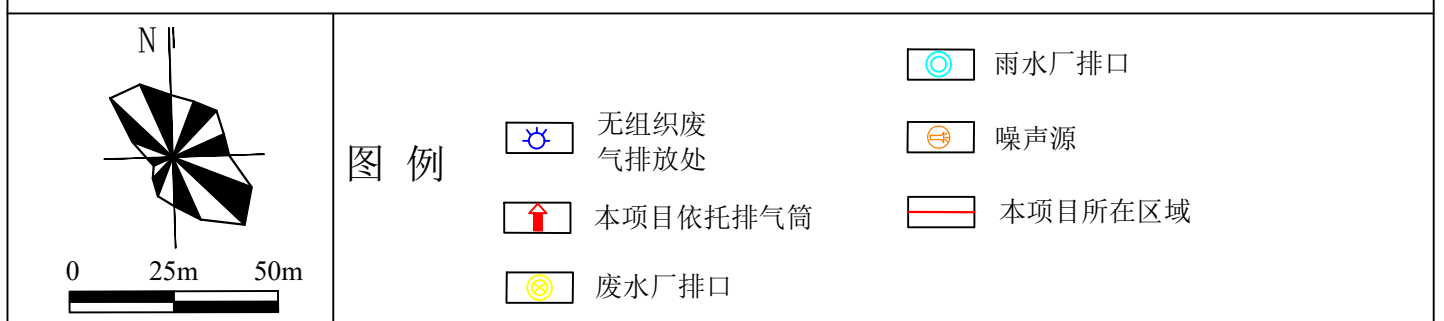 N
0 25m 50m
图 例
无组织废
气排放处
本项目依托排气筒
废水厂排口
雨水厂排口
噪声源
本项目所在区域